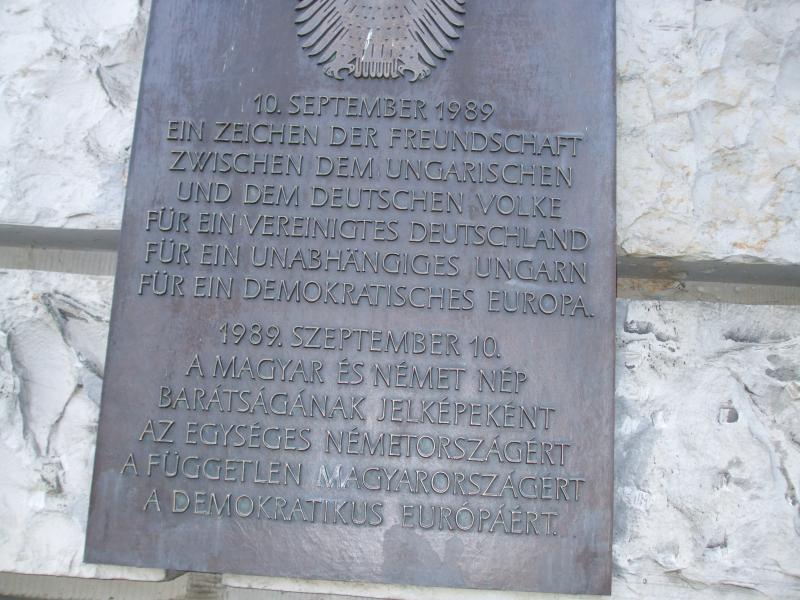 10. SEPTEMBER 1989
EIN ZEICHEN DER FREUNDSCHAFT
ZWISCHEN DEM UNGARISCHEN
UND DEM DEUTSCHEN VOLKE
FÜR EIN VEREINIGTES DEUTSCHLAND
FÜR EIN UNABHÄNGIGES UNGARN
FÜR EIN DEMOKRATISCHES EUROPA.
1989. SZEPTEMBER 10.
A MAGYAR ÉS NÉMET NÉP
BARÁTSÁGÁNAK JELKÉPEKÉNT
AZ EGYSÉGES NÉMETORSZÁGÉRT
A FÜGGETLEN MAGYARORSZÁGÉRT
A DEMOKRATIKUS EURÓPÁÉRT.